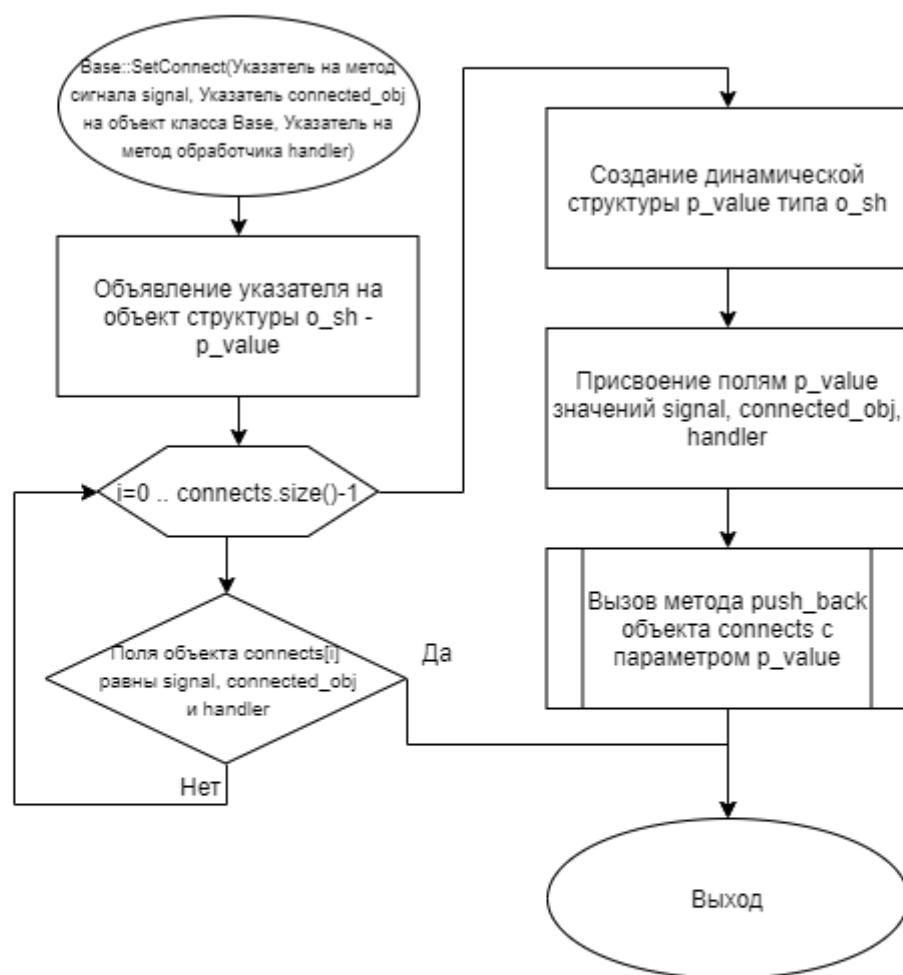 Base::SetConnect(Указатель на метод
сигнала signal, Указатель connected_obj
на объект класса Base, Указатель на
метод обработчика handler)
Объявление указателя на
объект структуры o_sh -
p_value
i=0 .. connects.size()-1
Поля объекта connects[i]
равны signal, connected_obj
и handler
Да
Нет
Создание динамической
структуры p_value типа o_sh
Присвоение полям p_value
значений signal, connected_obj,
handler
Вызов метода push_back
объекта connects с
параметром p_value
Выход